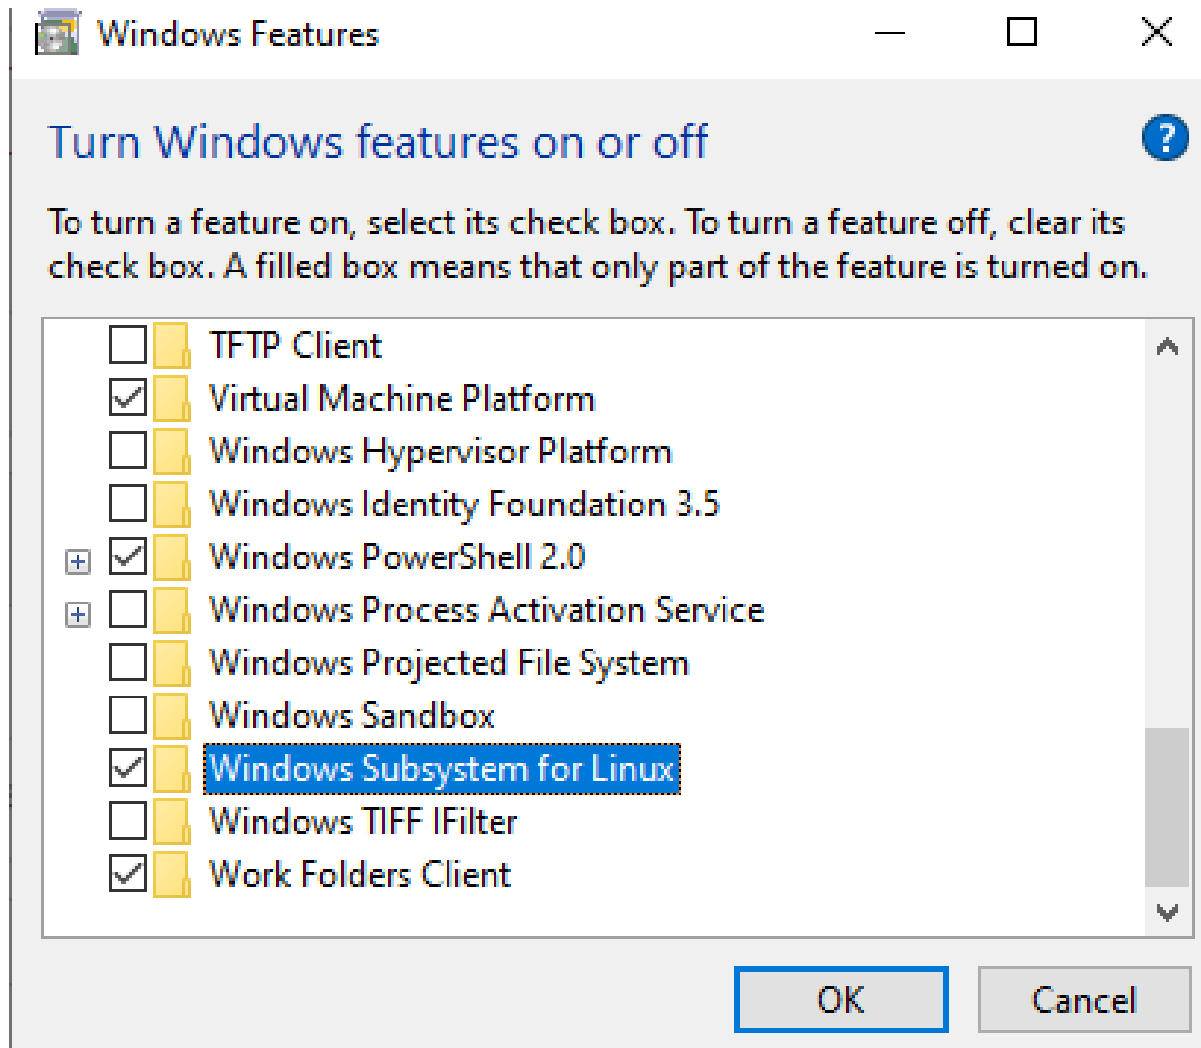 Windows Features
Turn Windows features on or off
To turn a feature on, select its check box. To turn a feature off, clear its
check box. A filled box means that only part of the feature is turned on.
TFTP Client
Virtual Machine Platform
Windows Hypervisor Platform
Windows Identity Foundation 3.5
Windows PowerShell 2.0
Windows Process Activation Service
Windows Projected File System
Windows Sandbox
Windows Subsystem for Linux
Windows TIFF IFilter
Work Folders Client
OK Cancel